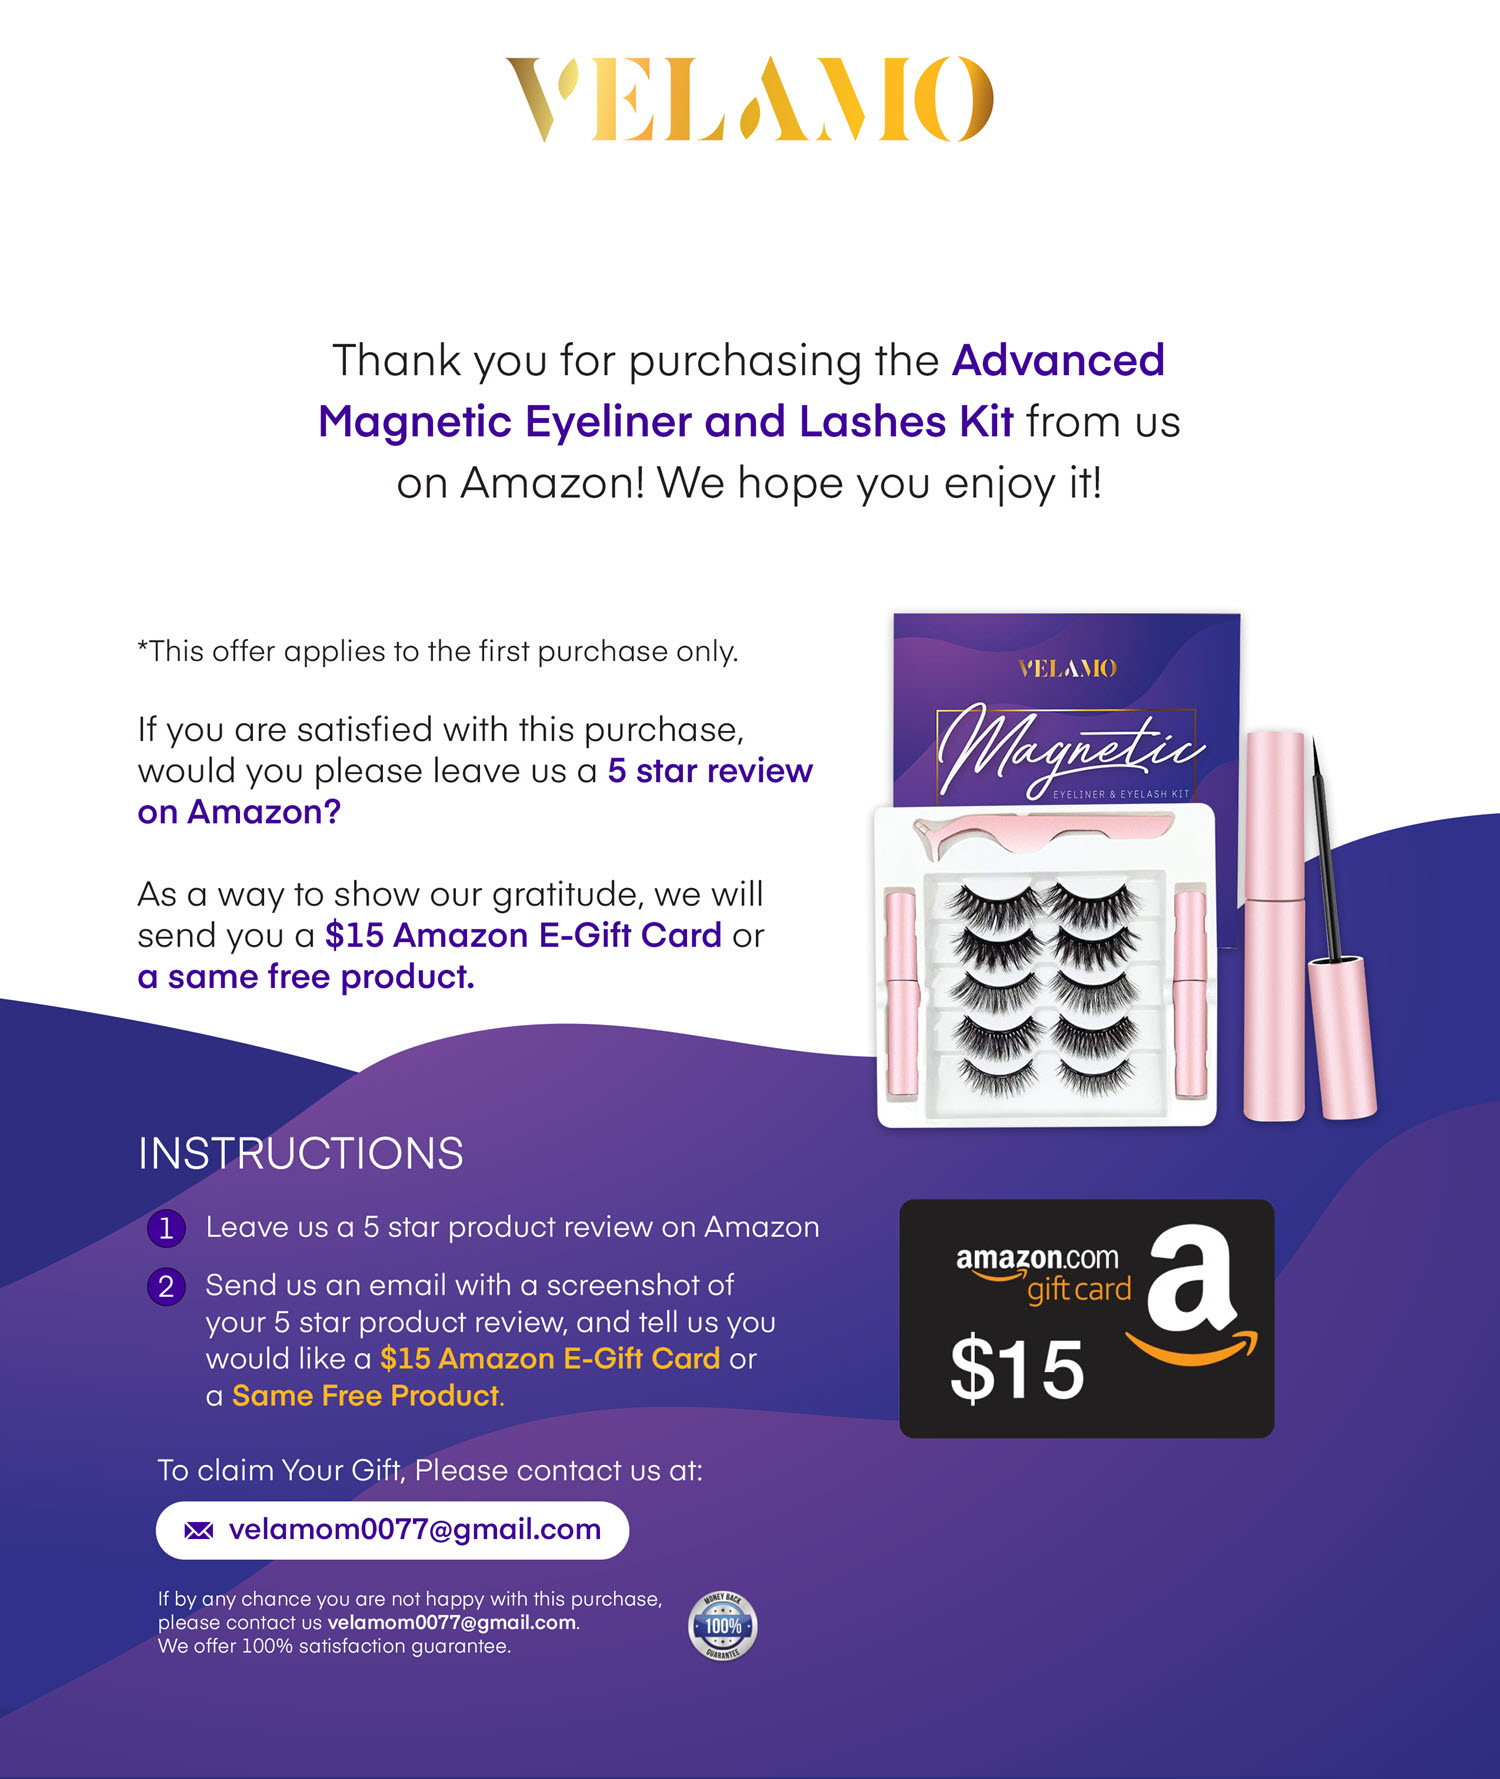 VELAMO
Thank you for purchasing the Advanced
Magnetic Eyeliner and Lashes Kit from us
on Amazon! We hope you enjoy it!
*This offer applies to the first purchase only.
If you are satisfied with this purchase,
would you please leave us a 5 star review
on Amazon?
As a way to show our gratitude, we will
send you a $15 Amazon E-Gift Card or
a same free product.
VELAMO
Magnetic
EYELINER & EYELASH KIT
INSTRUCTIONS
1 Leave us a 5 star product review on Amazon
2 Send us an email with a screenshot of
your 5 star product review, and tell us you
would like a $15 Amazon E-Gift Card or
a Same Free Product.
amazon.com
gift card
a
$15
To claim Your Gift, Please contact us at:
velamom0077@gmail.com
If by any chance you are not happy with this purchase,
please contact us velamom0077@gmail.com.
We offer 100% satisfaction guarantee.
MONEY BACK
100%
GUARANTEE